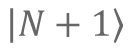 |N + 1⟩